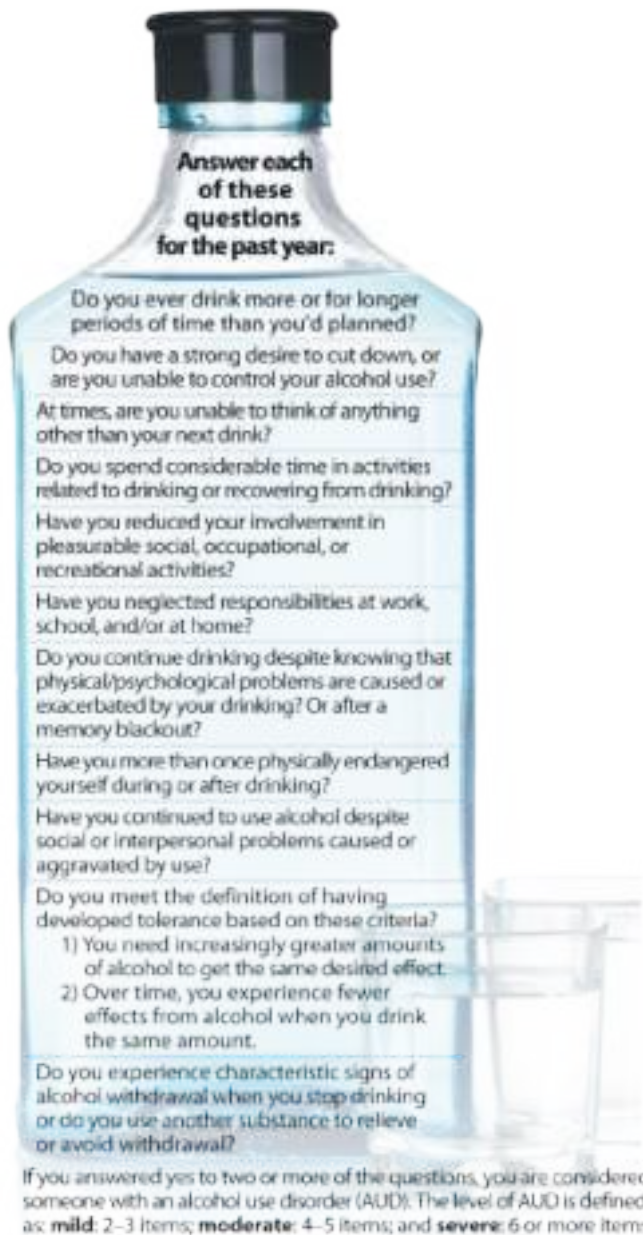 Answer each
of these
questions
for the past year:
Do you ever drink more or for longer
periods of time than you'd planned?
Do you have a strong desire to cut down, or
are you unable to control your alcohol use?
At times, are you unable to think of anything
other than your next drink?
Do you spend considerable time in activities
related to drinking or recovering from drinking?
Have you reduced your involvement in
pleasurable social, occupational, or
recreational activities?
Have you neglected responsibilities at work,
school, and/or at home?
Do you continue drinking despite knowing that
physical/psychological problems are caused or
exacerbated by your drinking? Or after a
memory blackout?
Have you more than once physically endangered
yourself during or after drinking?
Have you continued to use alcohol despite
social or interpersonal problems caused or
aggravated by use?
Do you meet the definition of having
developed tolerance based on these criteria?
1) You need increasingly greater amounts
of alcohol to get the same desired effect.
2) Over time, you experience fewer
effects from alcohol when you drink
the same amount.
Do you experience characteristic signs of
alcohol withdrawal when you stop drinking
or do you use another substance to relieve
or avoid withdrawal?
If you answered yes to two or more of the questions, you are considered
someone with an alcohol use disorder (AUD). The level of AUD is defined
as: mild: 2–3 items; moderate: 4–5 items; and severe: 6 or more items